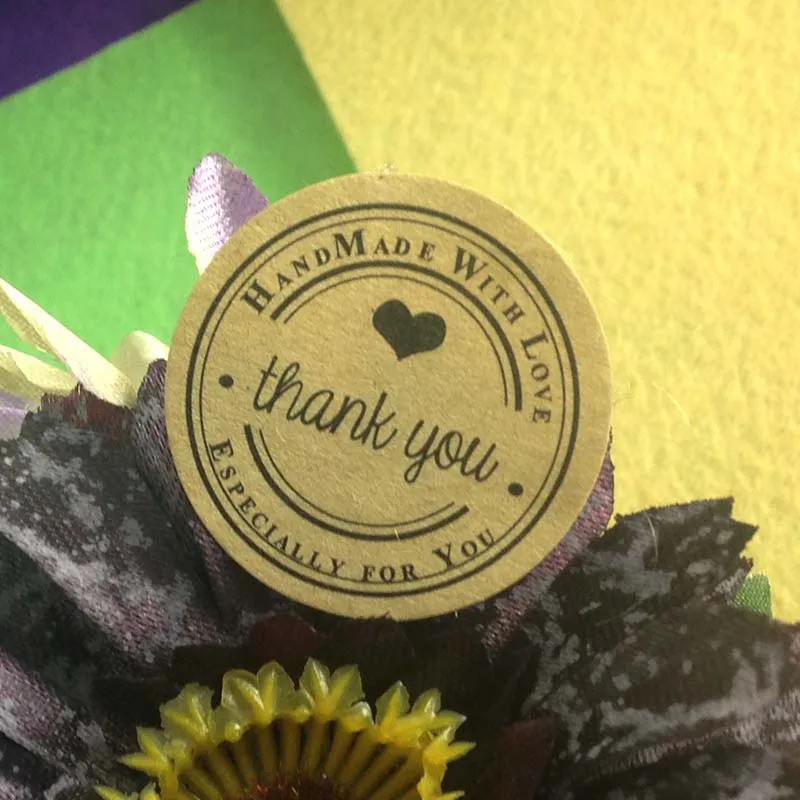 HANDMADE WITH LOVE
thank you
ESPECIALLY FOR YOU